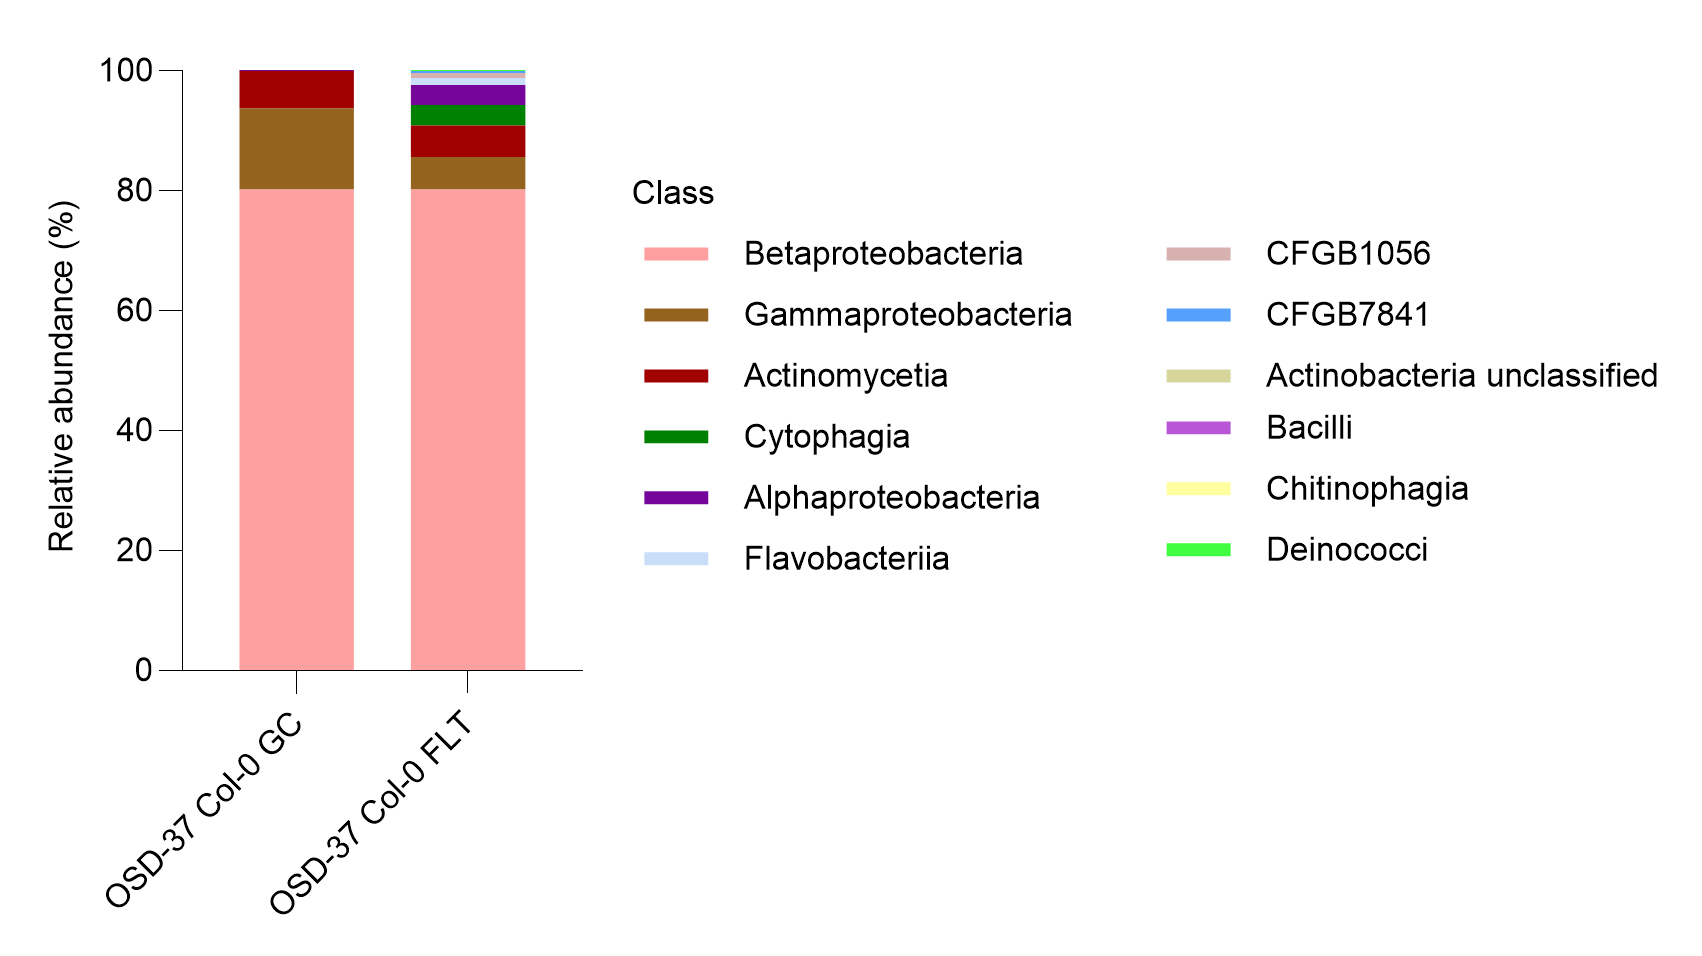 100
80
60
40
20
0
Relative abundance (%)
OSD-37 Col-0 GC
OSD-37 Col-0 FLT
Class
Betaproteobacteria
Gammaproteobacteria
Actinomycetia
Cytophagia
Alphaproteobacteria
Flavobacteriia
CFGB1056
CFGB7841
Actinobacteria unclassified
Bacilli
Chitinophagia
Deinococci